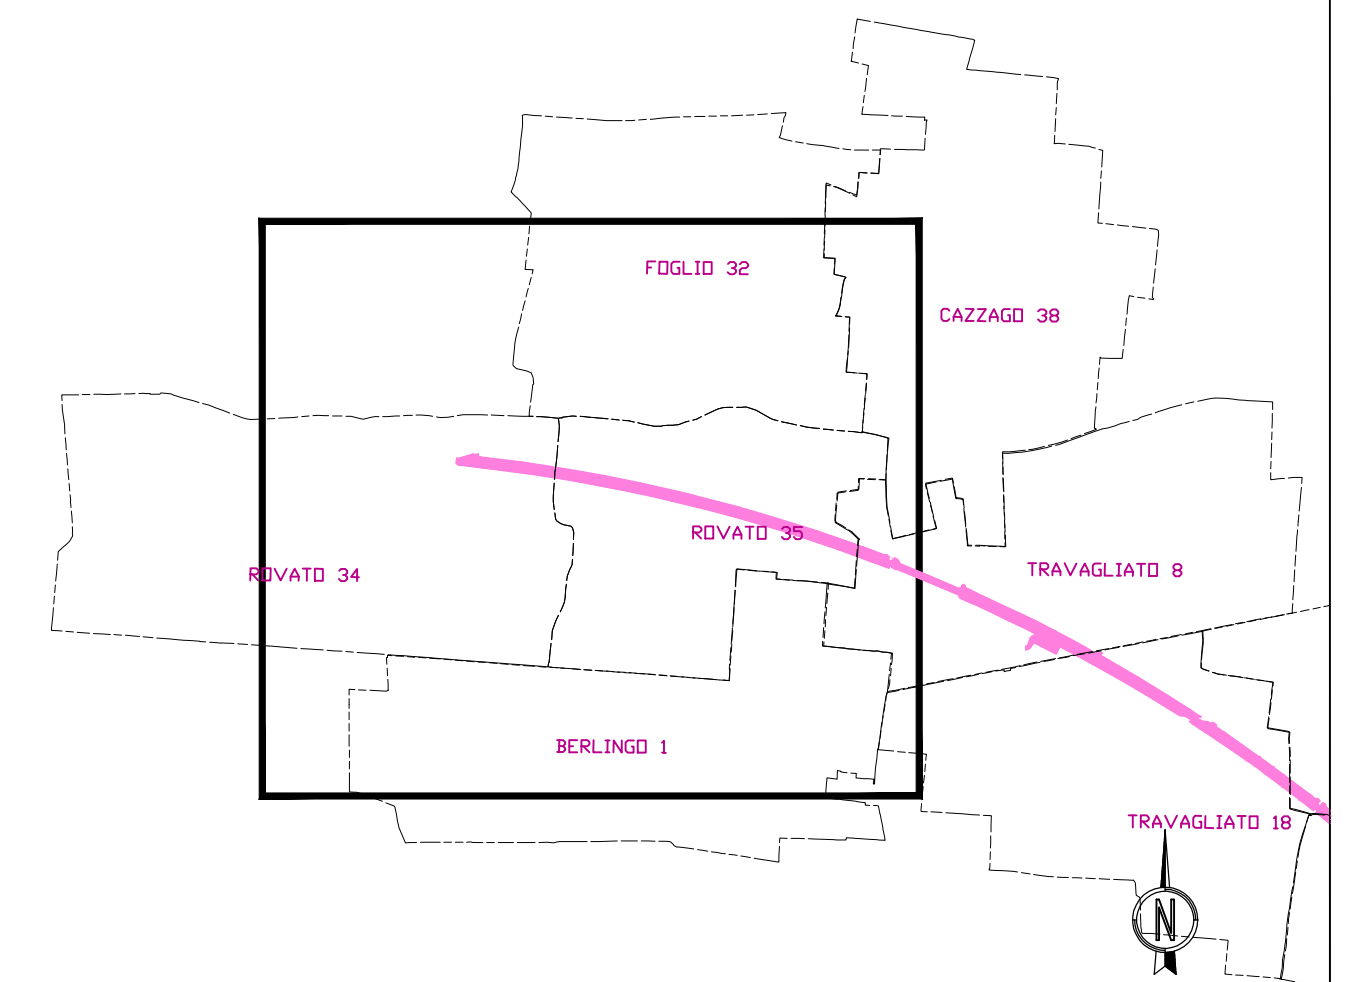 FOGLIO 32
CAZZAGO 38
ROVATO 35
TRAVAGLIATO 8
ROVATO 34
BERLINGO 1
TRAVAGLIATO 18
N